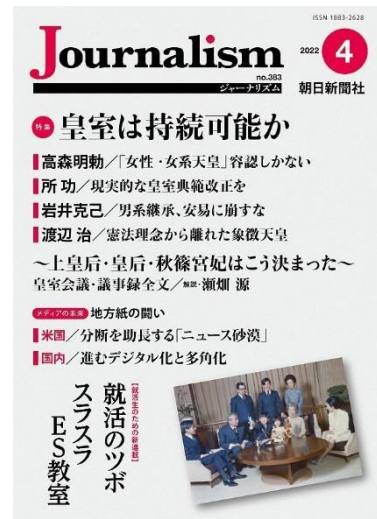 ISSN 1883-2628
Journalism
no.383
ジャーナリズム
2022 4
朝日新聞社
特集 皇室は持続可能か
高森明勅/「女性・女系天皇」容認しかない
所 功/現実的な皇室典範改正を
岩井克己/男系継承、安易に崩すな
渡辺 治/憲法理念から離れた象徴天皇
~上皇后・皇后・秋篠宮妃はこう決まった~
皇室会議・議事録全文/解説・瀬畑 源
メディアの未来 地方紙の闘い
米国/分断を助長する「ニュース砂漠」
国内/進むデジタル化と多角化
【就活生のための新連載】
就活のツボ
スラスラ
ES教室